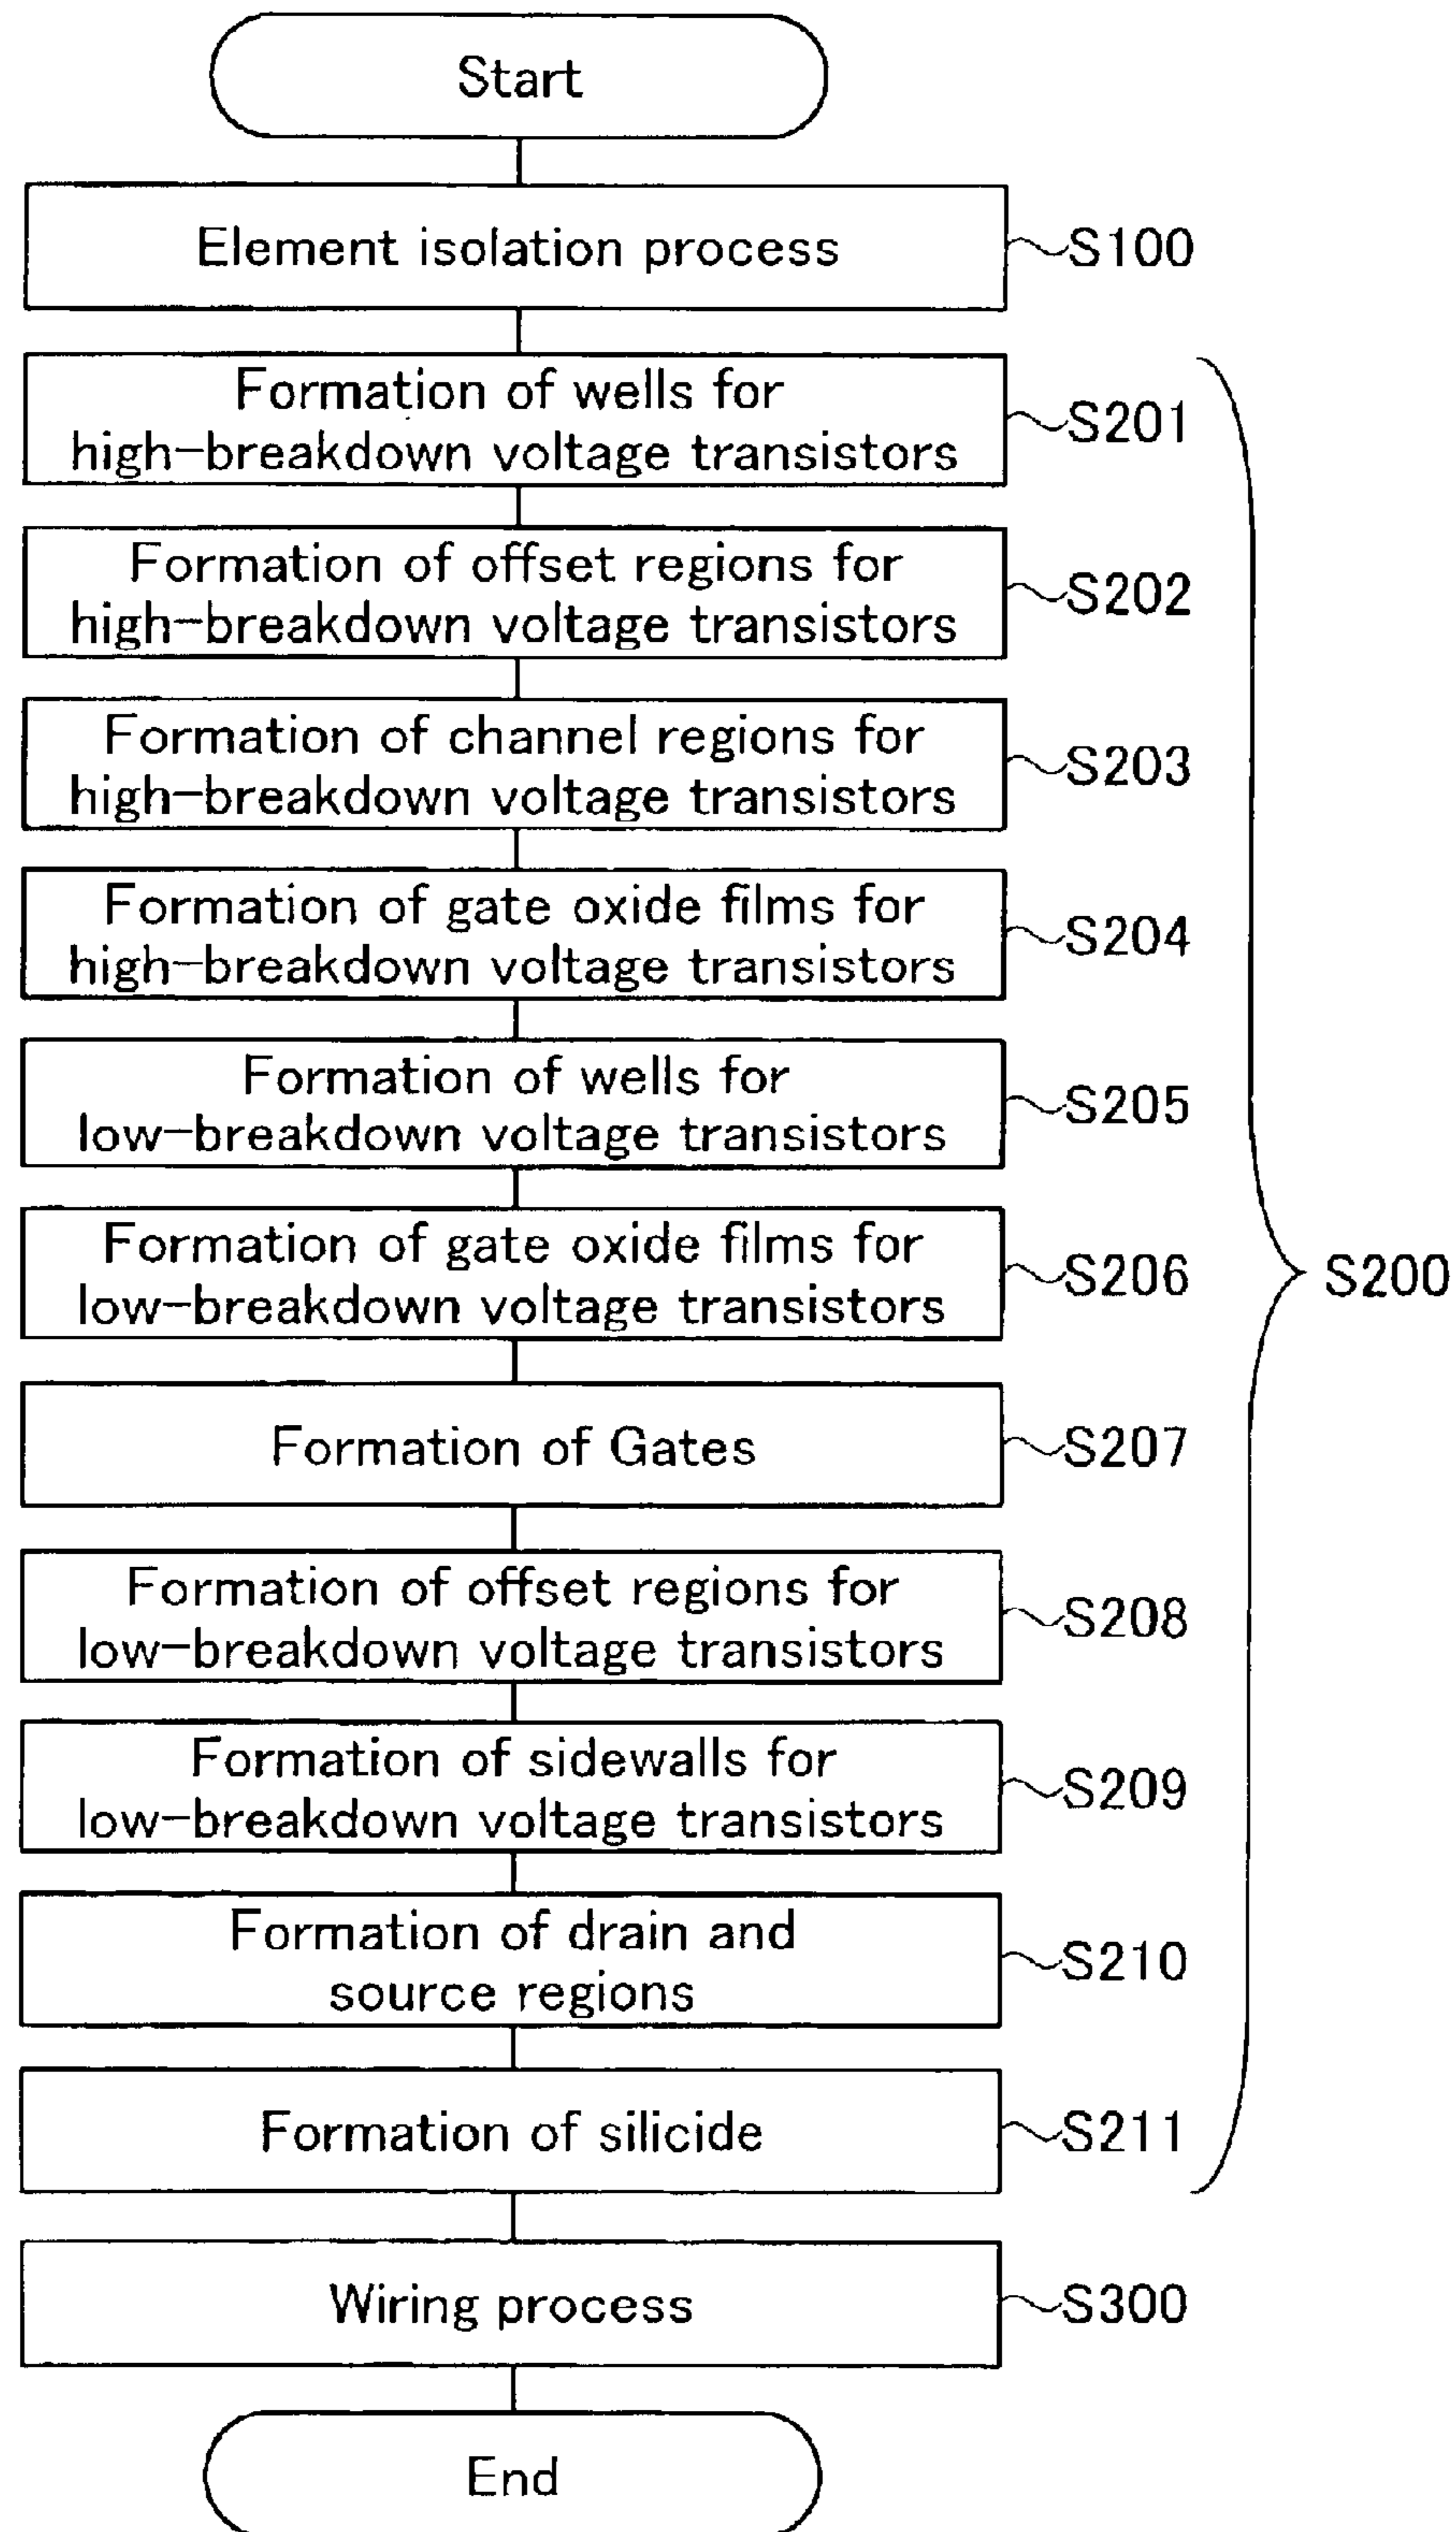 Start
Element isolation process
S100
Formation of wells for
high-breakdown voltage transistors
S201
Formation of offset regions for
high-breakdown voltage transistors
S202
Formation of channel regions for
high-breakdown voltage transistors
S203
Formation of gate oxide films for
high-breakdown voltage transistors
S204
Formation of wells for
low-breakdown voltage transistors
S205
Formation of gate oxide films for
low-breakdown voltage transistors
S206
S200
Formation of Gates
S207
Formation of offset regions for
low-breakdown voltage transistors
S208
Formation of sidewalls for
low-breakdown voltage transistors
S209
Formation of drain and
source regions
S210
Formation of silicide
S211
Wiring process
S300
End